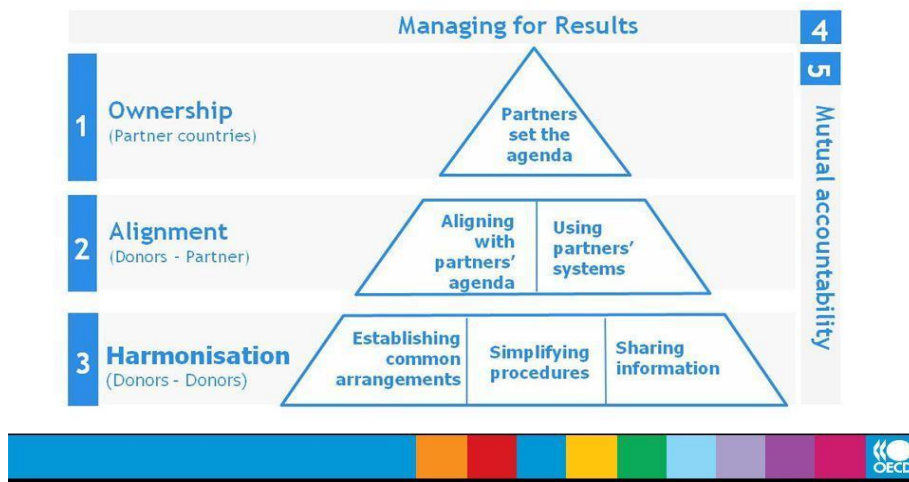 Managing for Results
4
5
Mutual accountability
1
Ownership
(Partner countries)
Partners
set the
agenda
2
Alignment
(Donors - Partner)
Aligning
with
partners'
agenda
Using
partners'
systems
3
Harmonisation
(Donors - Donors)
Establishing
common
arrangements
Simplifying
procedures
Sharing
information
OECD